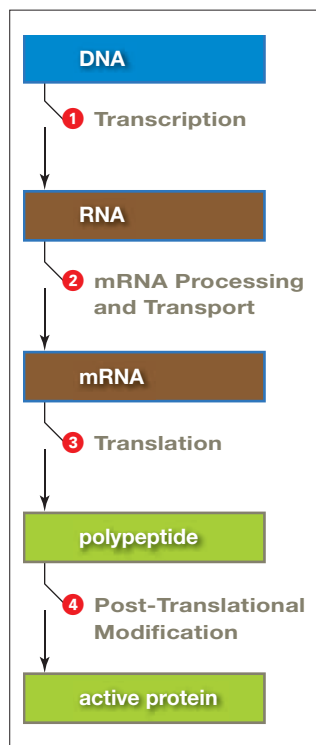 DNA
1 Transcription
RNA
2 mRNA Processing
and Transport
mRNA
3 Translation
polypeptide
4 Post-Translational
Modification
active protein